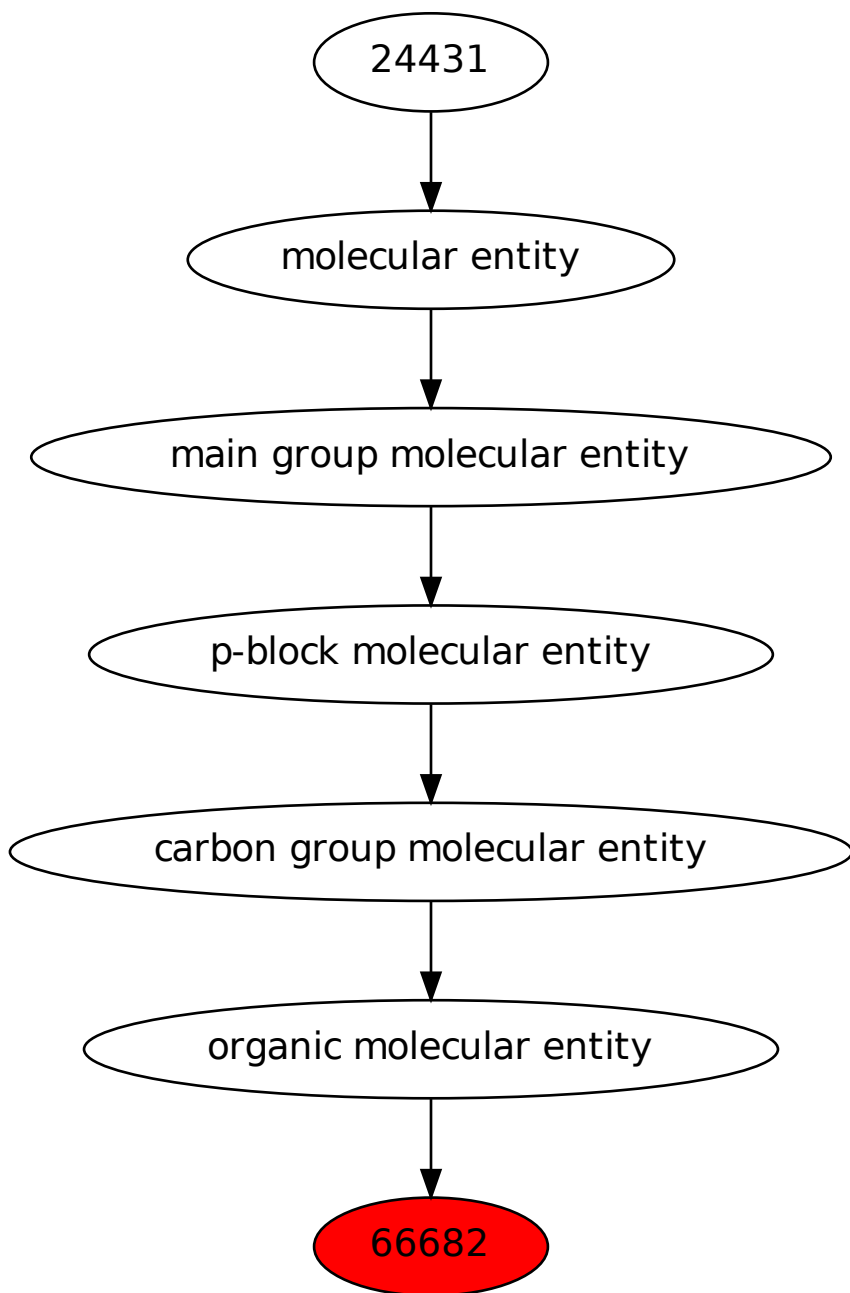 24431
molecular entity
main group molecular entity
p-block molecular entity
carbon group molecular entity
organic molecular entity
66682